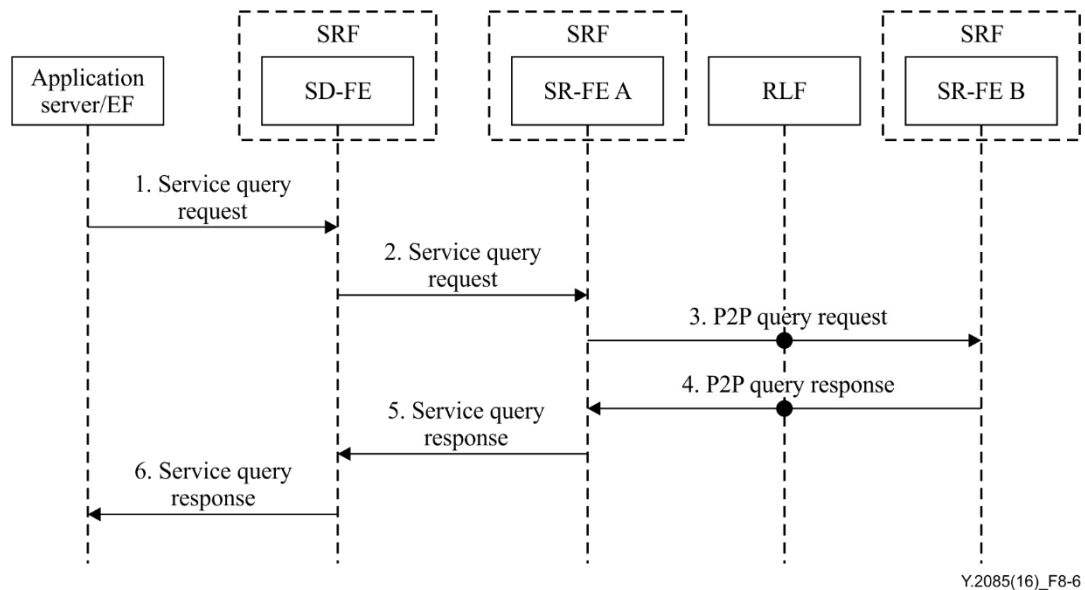 SRF
SRF
SRF
Application
server/EF
SD-FE
SR-FE A
RLF
SR-FE B
1. Service query
request
2. Service query
request
3. P2P query request
4. P2P query response
5. Service query
response
6. Service query
response
Y.2085(16)_F8-6